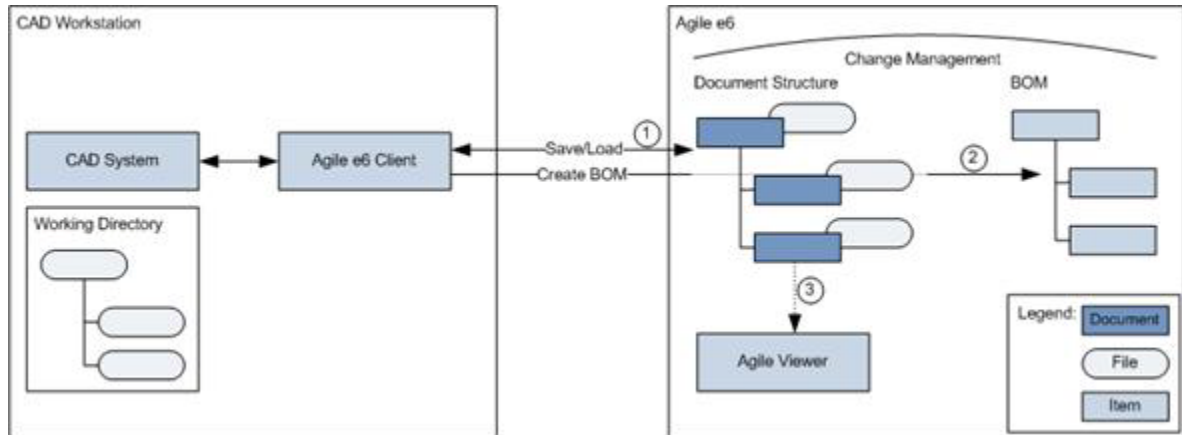 CAD Workstation
CAD System
Agile e6 Client
Working Directory
Save/Load
Create BOM
1
Agile e6
Change Management
Document Structure
BOM
2
3
Agile Viewer
Legend:
Document
File
Item